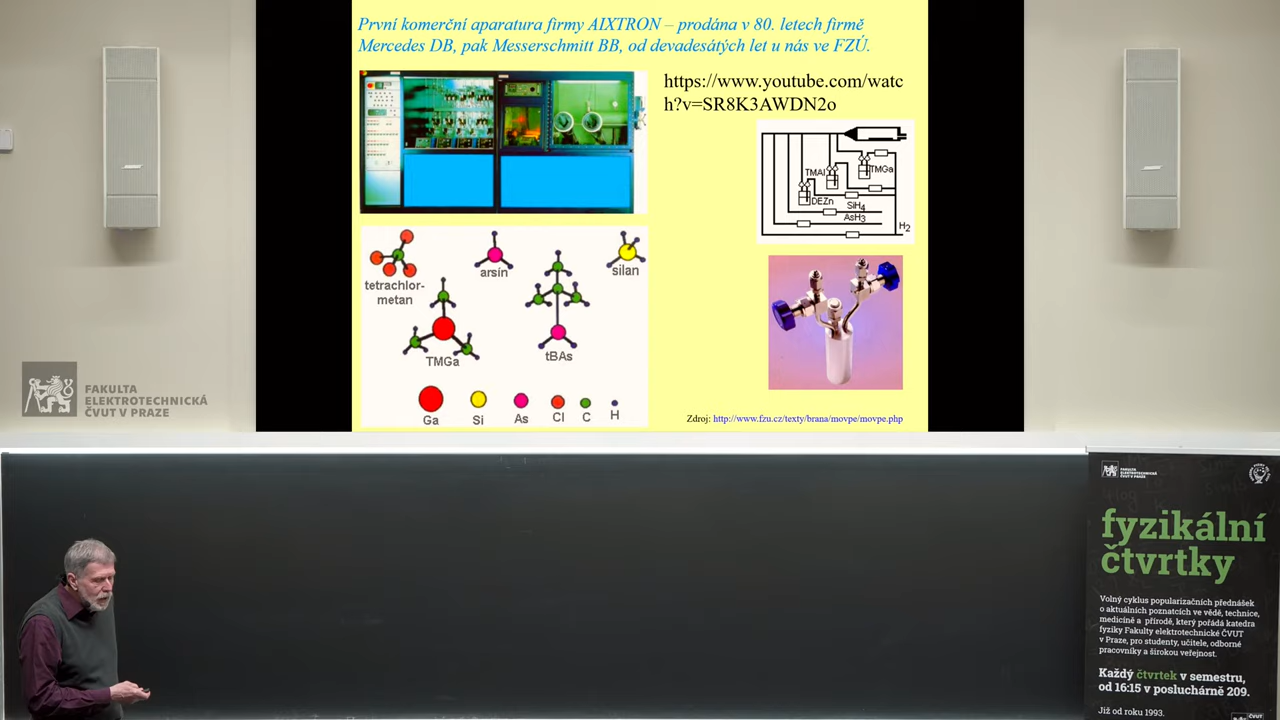 První komerční aparatura firmy AIXTRON – prodána v 80. letech firmě
Mercedes DB, pak Messerschmitt BB, od devadesátých let u nás ve FZÚ.
https://www.youtube.com/watc
h?v=SR8K3AWDN2o
TMAl
TMGa
DEZn
SiH4
AsH3
H2
tetrachlor-
metan
arsín
silan
TMGa
tBAs
Ga
Si
As
Cl
C
H
Zdroj: http://www.fzu.cz/texty/brana/movpe/movpe.php
FAKULTA
ELEKTROTECHNICKÁ
ČVUT V PRAZE
FAKULTA
ELEKTROTECHNICKÁ
ČVUT V PRAZE
fyzikální
čtvrtky
Volný cyklus popularizačních přednášek
o aktuálních poznatcích ve vědě, technice,
medicíně a přírodě, který pořádá katedra
fyziky Fakulty elektrotechnické ČVUT
v Praze, pro studenty, učitele, odborné
pracovníky a širokou veřejnost.
Každý čtvrtek v semestru,
od 16:15 v posluchárně 209.
Již od roku 1993.
ČVUT